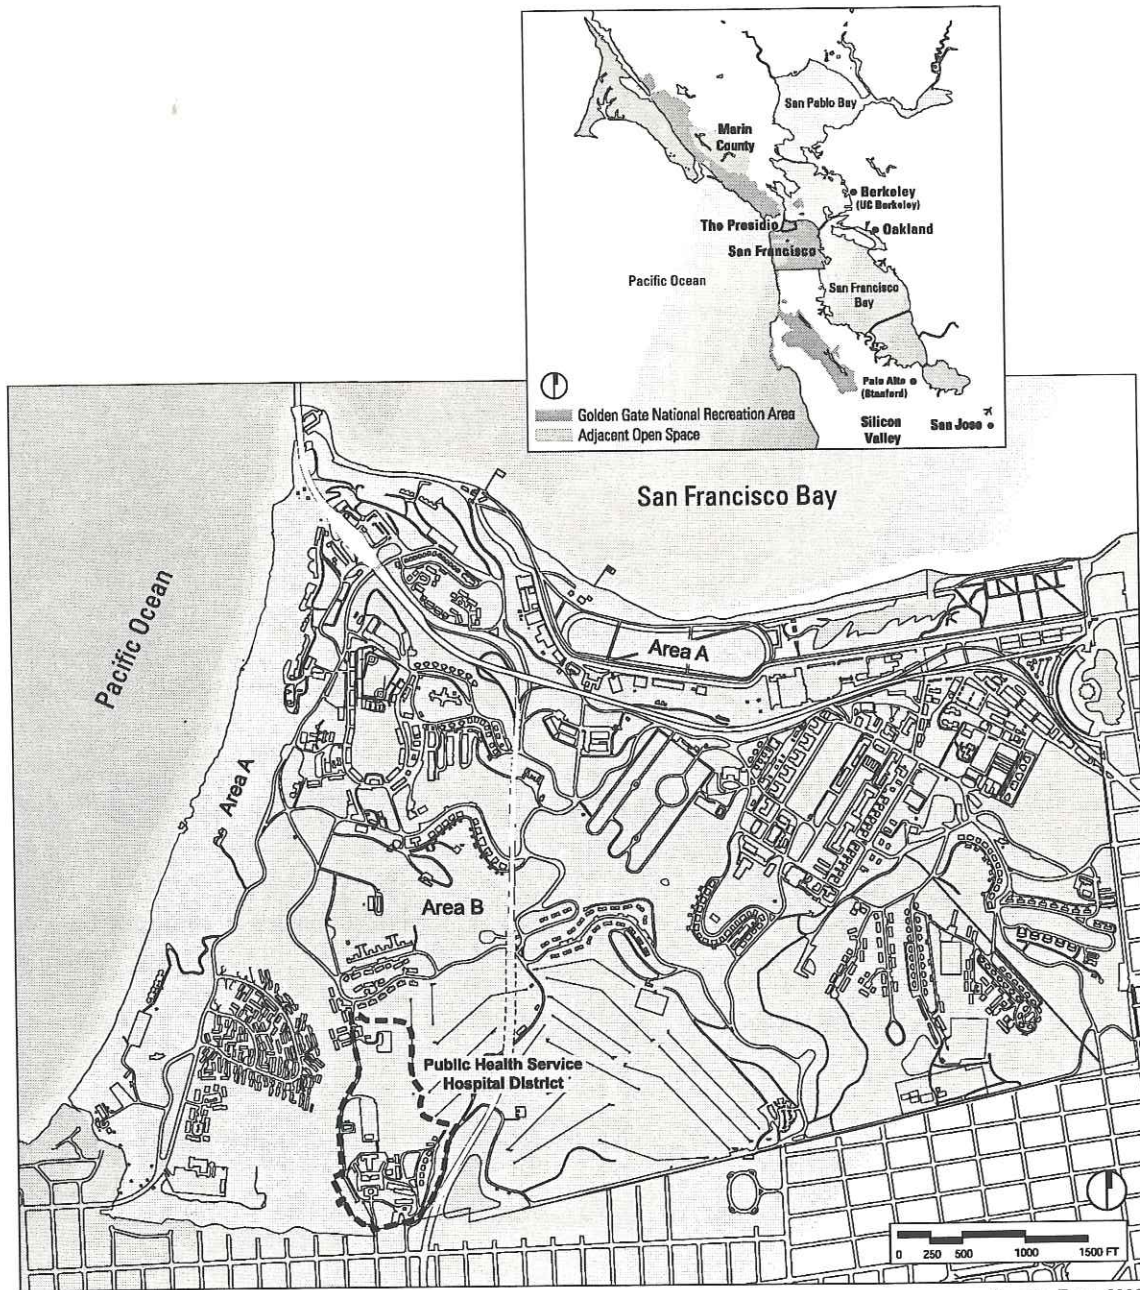 San Pablo Bay
Marin
County
Berkeley
(UC Berkeley)
The Presidio
Oakland
San Francisco
Pacific Ocean
San Francisco
Bay
Palo Alto
(Stanford)
Golden Gate National Recreation Area
Adjacent Open Space
Silicon
Valley
San Jose
San Francisco Bay
Pacific Ocean
Area A
Area A
Area B
Public Health Service
Hospital District
0 250 500 1000 1500 FT